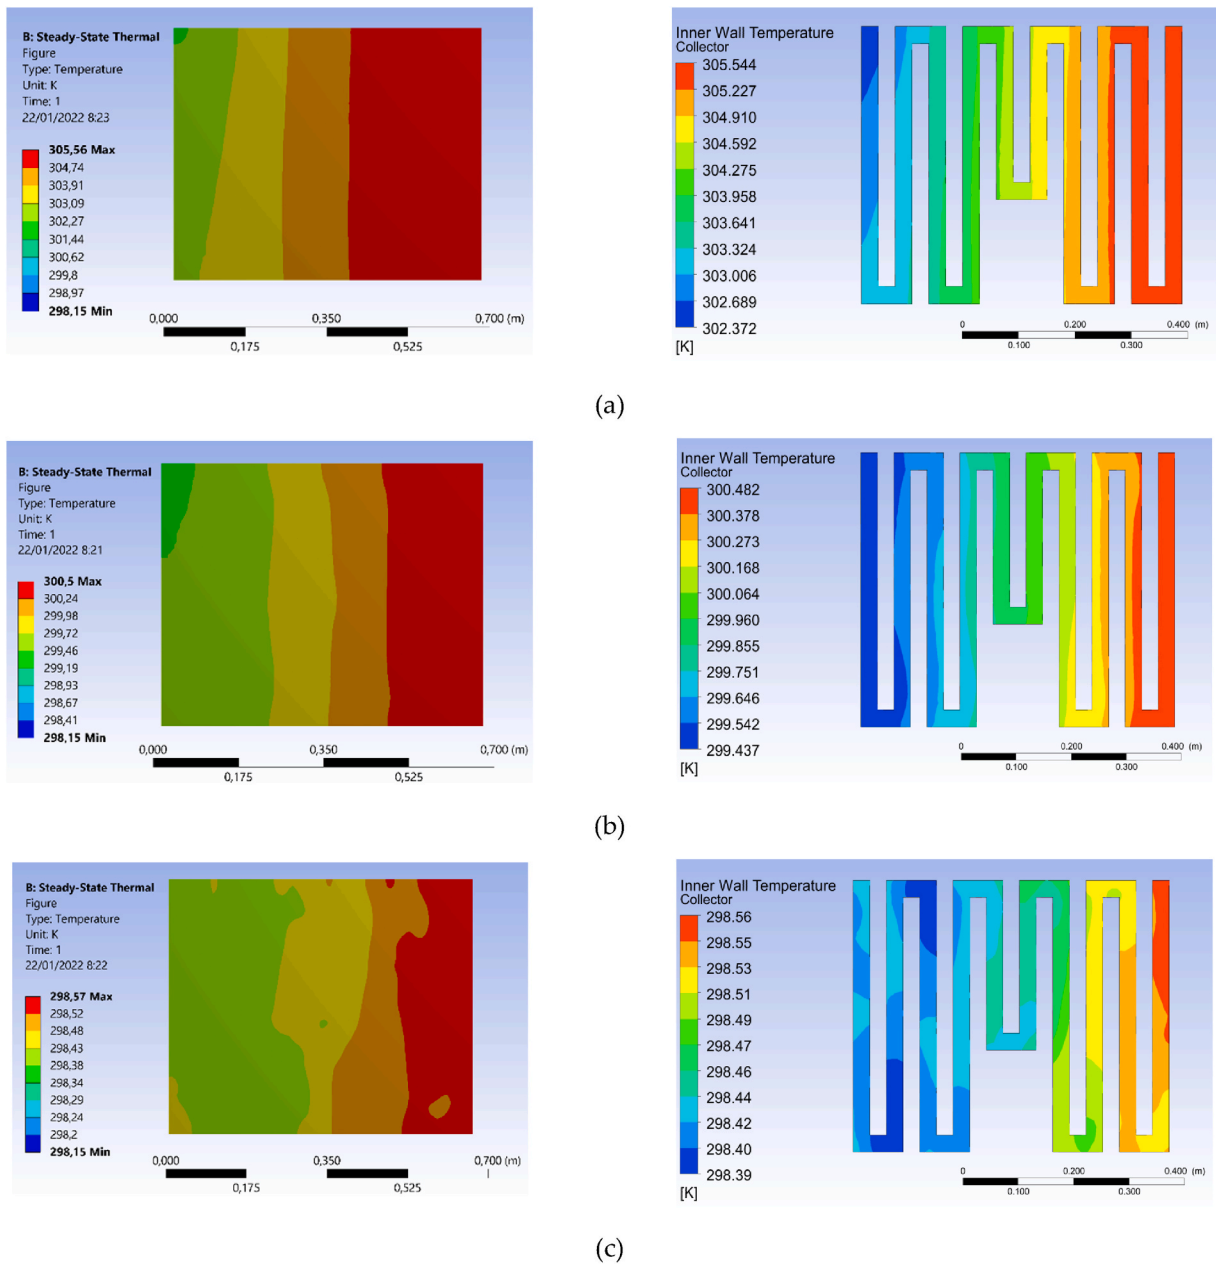 B: Steady-State Thermal
Figure
Type: Temperature
Unit: K
Time: 1
22/01/2022 8:23
305,56 Max
304,74
303,91
303,09
302,27
301,44
300,62
299,8
298,97
298,15 Min
0,000
0,350
0,700 (m)
0,175
0,525
Inner Wall Temperature
Collector
305.544
305.227
304.910
304.592
304.275
303.958
303.641
303.324
303.006
302.689
302.372
[K]
0
0.200
0.400
(m)
0.100
0.300
(a)
B: Steady-State Thermal
Figure
Type: Temperature
Unit: K
Time: 1
22/01/2022 8:21
300,5 Max
300,24
299,98
299,72
299,46
299,19
298,93
298,67
298,41
298,15 Min
0,000
0,350
0,700 (m)
0,175
0,525
Inner Wall Temperature
Collector
300.482
300.378
300.273
300.168
300.064
299.960
299.855
299.751
299.646
299.542
299.437
[K]
0
0.200
0.400
(m)
0.100
0.300
(b)
B: Steady-State Thermal
Figure
Type: Temperature
Unit: K
Time: 1
22/01/2022 8:22
298,57 Max
298,52
298,48
298,43
298,38
298,34
298,29
298,24
298,2
298,15 Min
0,000
0,350
0,700 (m)
0,175
0,525
Inner Wall Temperature
Collector
298.56
298.55
298.53
298.51
298.49
298.47
298.46
298.44
298.42
298.40
298.39
[K]
0
0.200
0.400
(m)
0.100
0.300
(c)